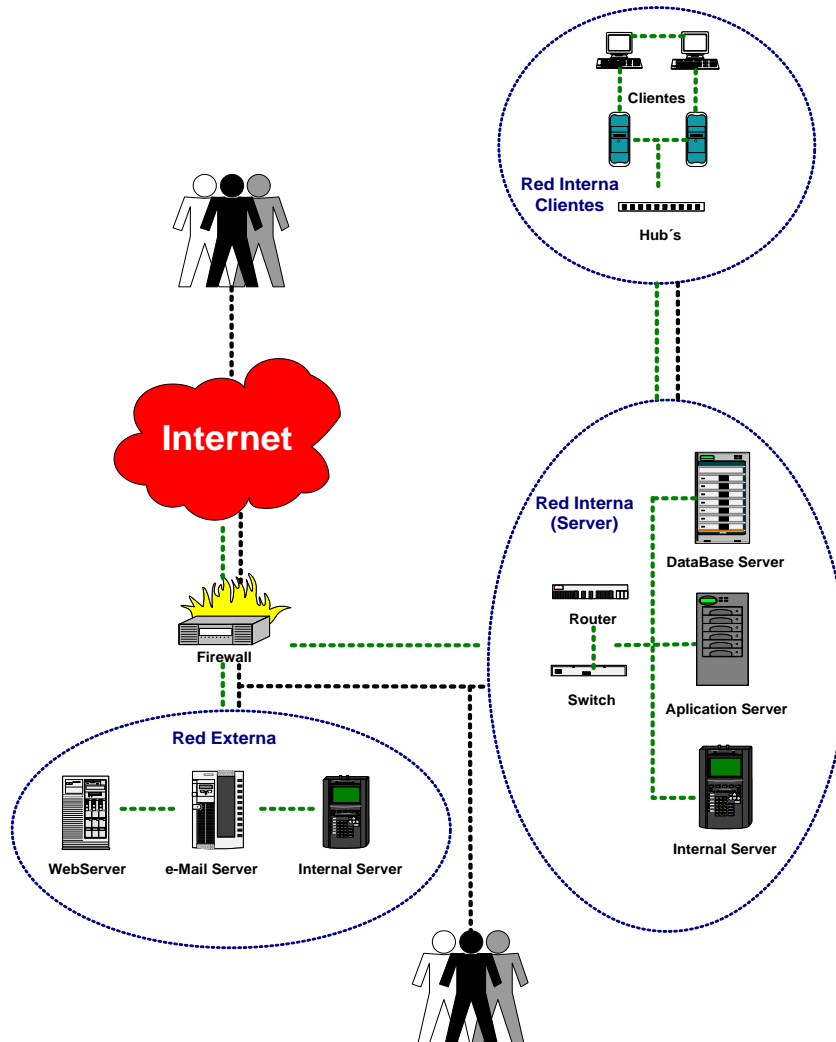 Clientes
Red Interna
Clientes
Hub´s
Internet
Red Interna
(Server)
DataBase Server
Router
Firewall
Switch
Aplication Server
Red Externa
WebServer
e-Mail Server
Internal Server
Internal Server